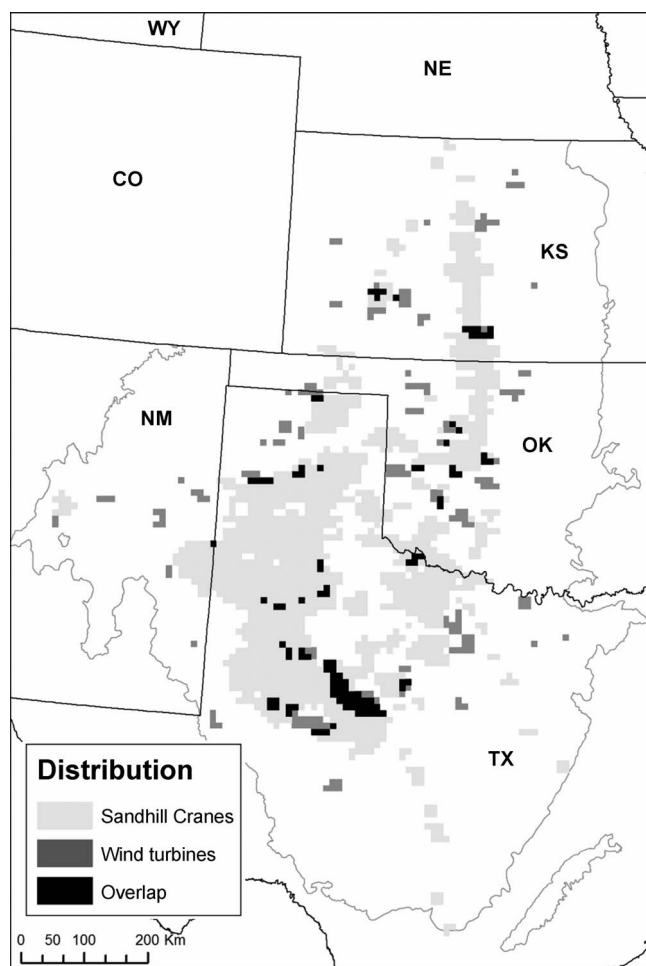 WY
NE
CO
KS
NM
OK
TX
Distribution
Sandhill Cranes
Wind turbines
Overlap
0 50 100 200 Km